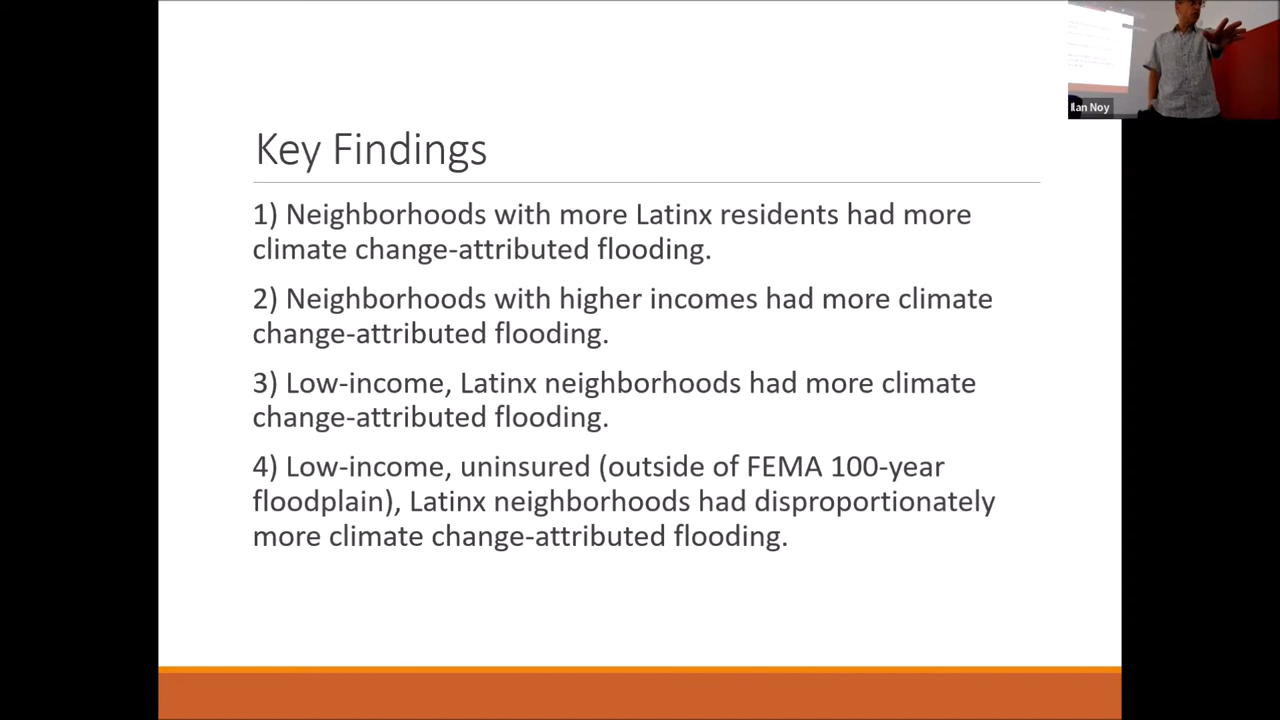 Key Findings
1) Neighborhoods with more Latinx residents had more
climate change-attributed flooding.
2) Neighborhoods with higher incomes had more climate
change-attributed flooding.
3) Low-income, Latinx neighborhoods had more climate
change-attributed flooding.
4) Low-income, uninsured (outside of FEMA 100-year
floodplain), Latinx neighborhoods had disproportionately
more climate change-attributed flooding.
Ilan Noy